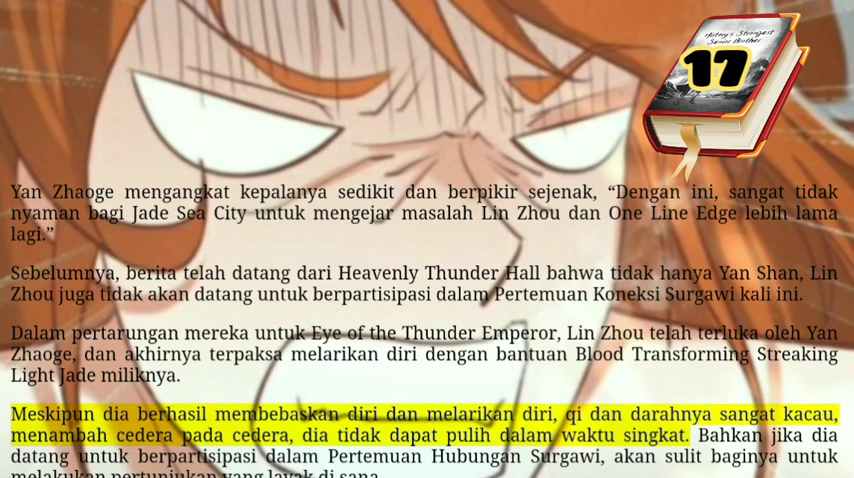 History's Strongest
Senior Brother
17
Yan Zhaoge mengangkat kepalanya sedikit dan berpikir sejenak, “Dengan ini, sangat tidak
nyaman bagi Jade Sea City untuk mengejar masalah Lin Zhou dan One Line Edge lebih lama
lagi.”
Sebelumnya, berita telah datang dari Heavenly Thunder Hall bahwa tidak hanya Yan Shan, Lin
Zhou juga tidak akan datang untuk berpartisipasi dalam Pertemuan Koneksi Surgawi kali ini.
Dalam pertarungan mereka untuk Eye of the Thunder Emperor, Lin Zhou telah terluka oleh Yan
Zhaoge, dan akhirnya terpaksa melarikan diri dengan bantuan Blood Transforming Streaking
Light Jade miliknya.
Meskipun dia berhasil membebaskan diri dan melarikan diri, qi dan darahnya sangat kacau,
menambah cedera pada cedera, dia tidak dapat pulih dalam waktu singkat. Bahkan jika dia
datang untuk berpartisipasi dalam Pertemuan Hubungan Surgawi, akan sulit baginya untuk
melakukan pertunjukan yang layak di sana.